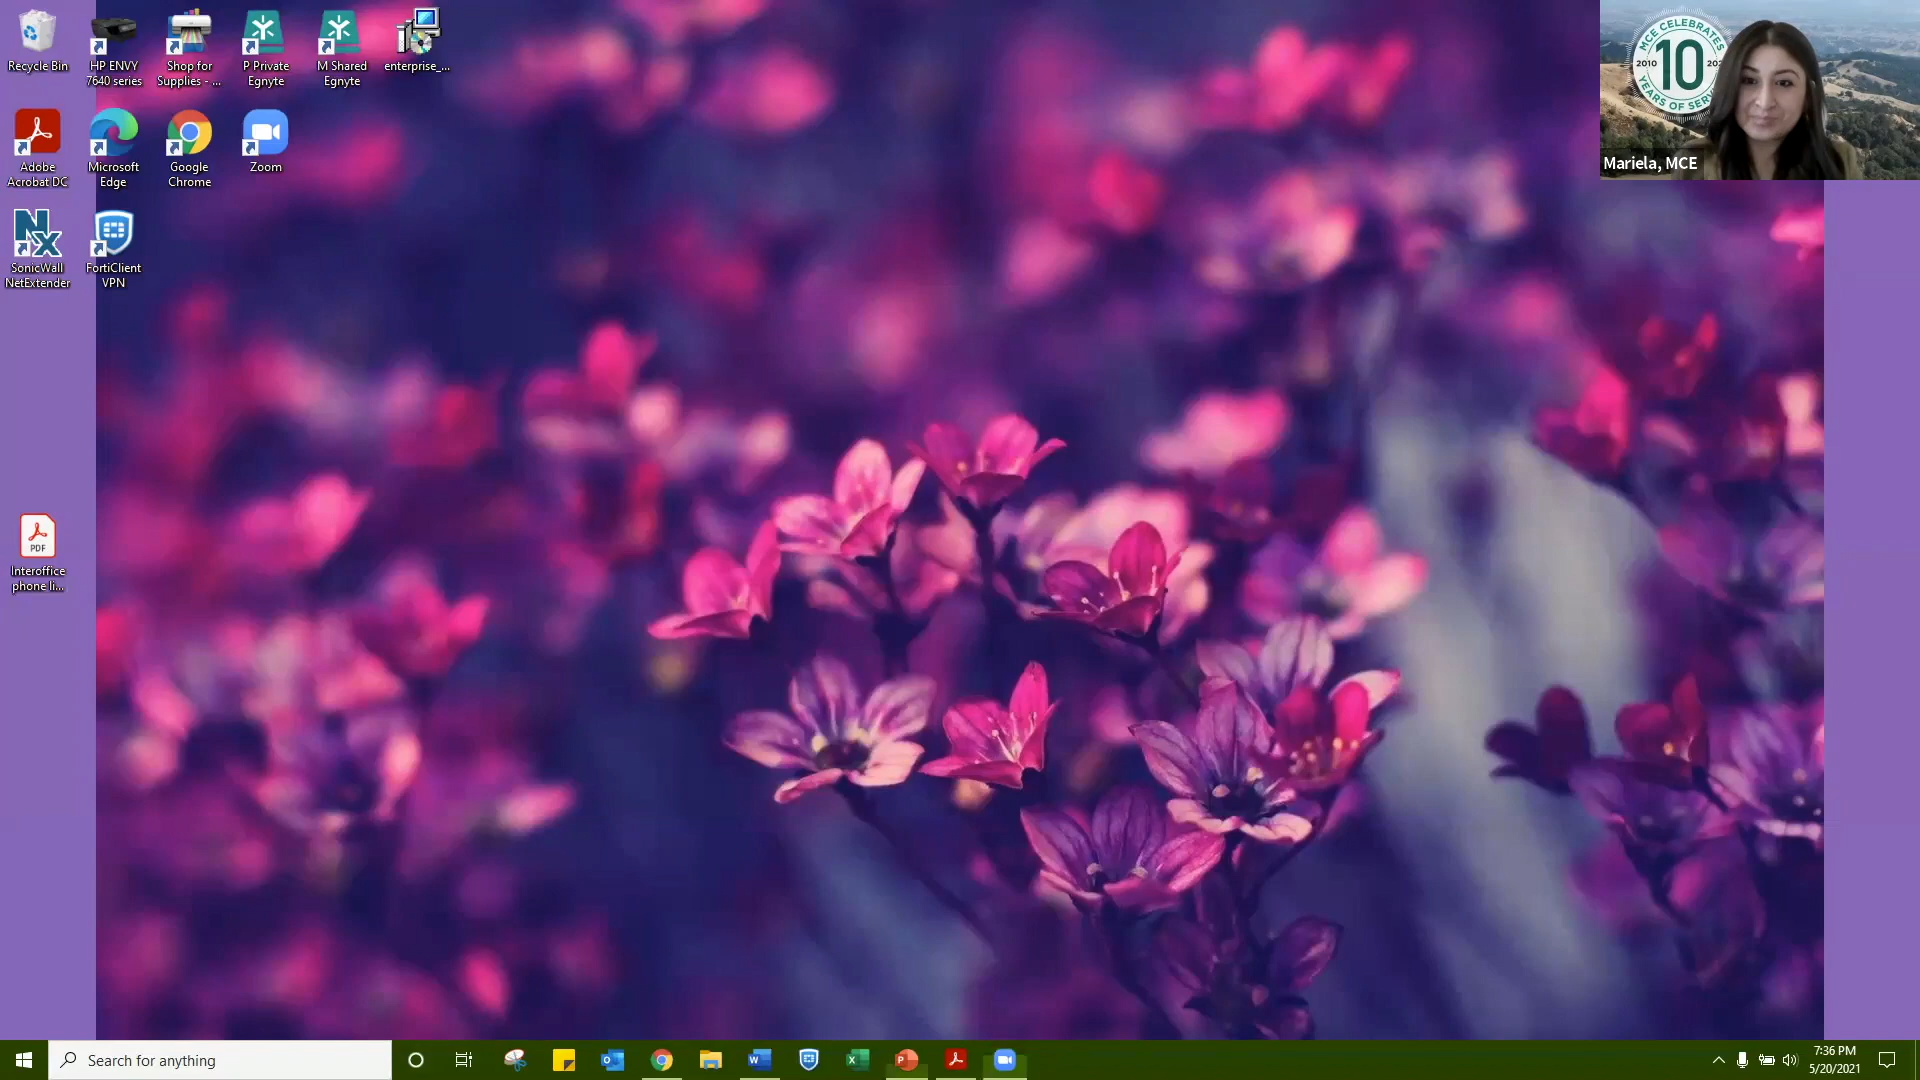 Recycle Bin
HP ENVY
7640 series
Shop for
Supplies - ...
P Private
Egnyte
M Shared
Egnyte
enterprise_...
Adobe
Acrobat DC
Microsoft
Edge
Google
Chrome
Zoom
SonicWall
NetExtender
FortiClient
VPN
PDF
Interoffice
phone li...
MCE CELEBRATES
2010
10
YEARS OF SERV
Mariela, MCE
Search for anything
7:36 PM
5/20/2021